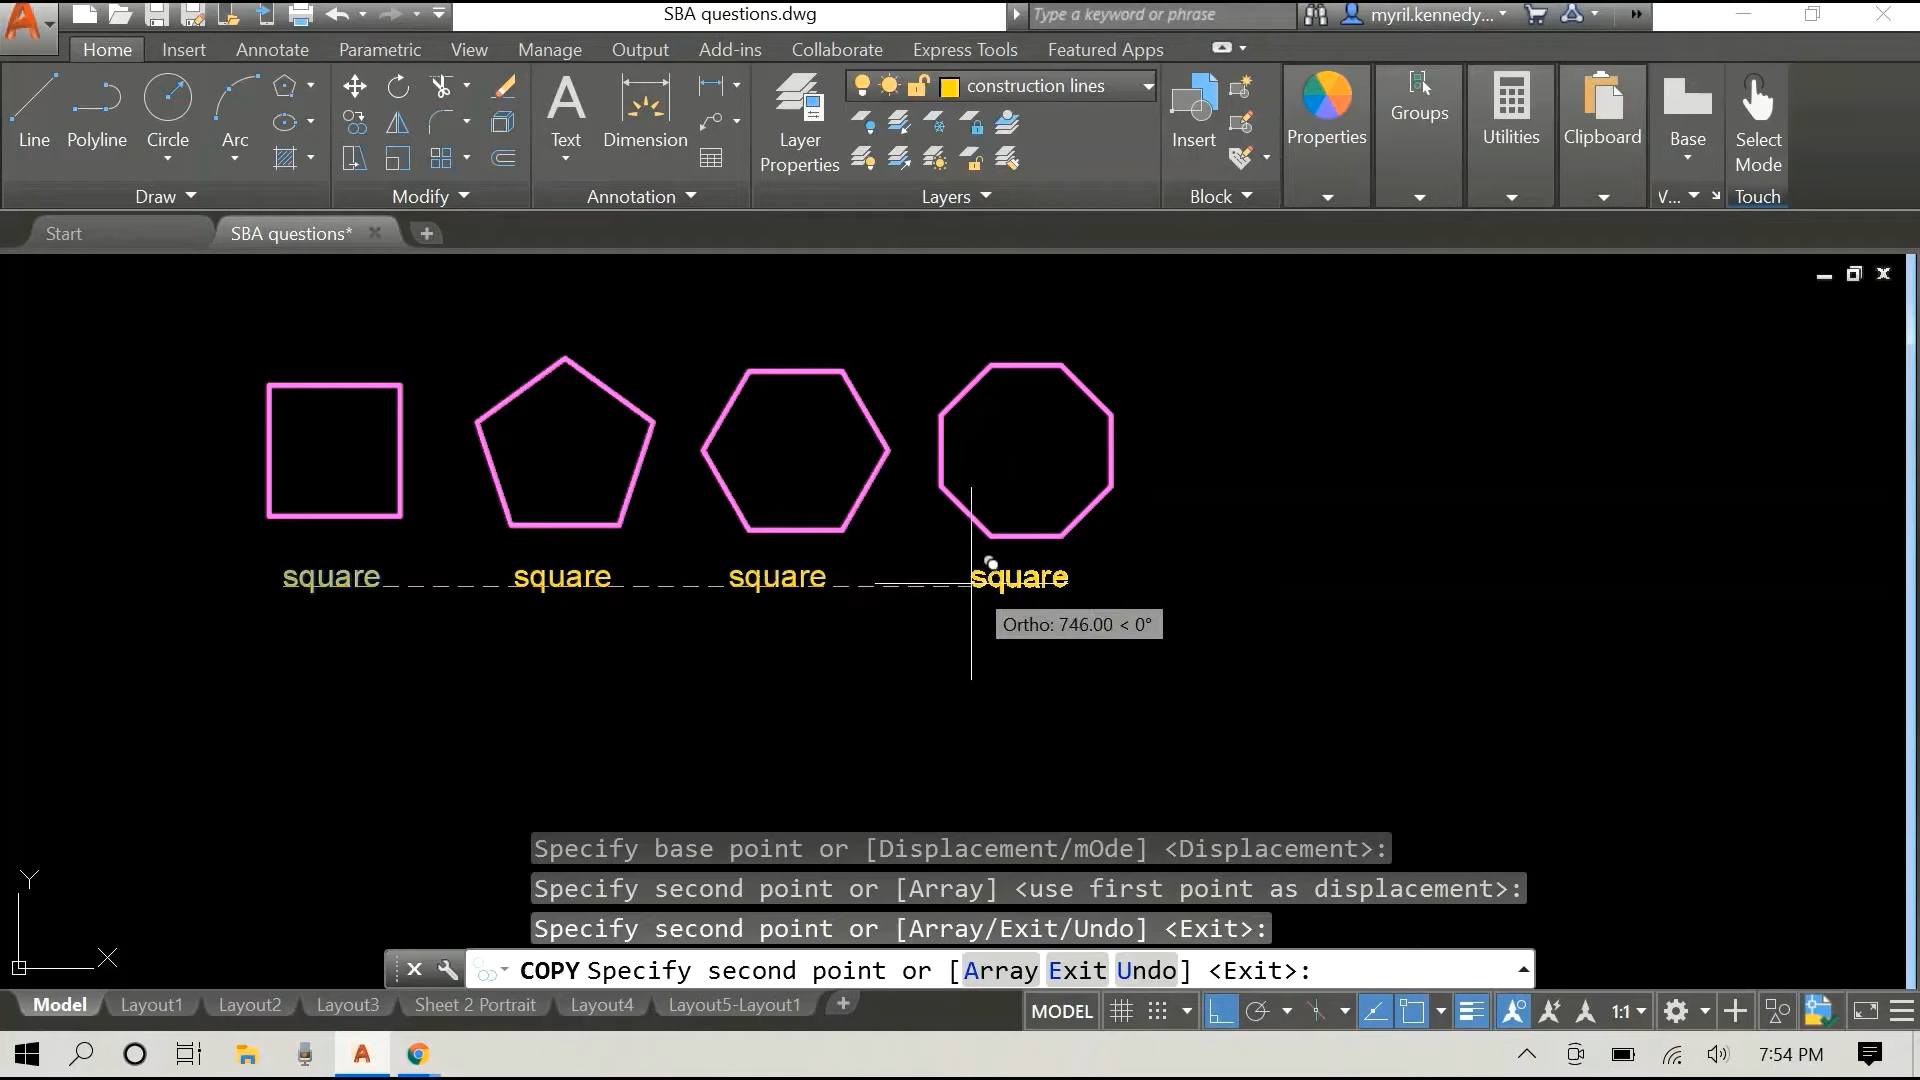 SBA questions.dwg
Type a keyword or phrase
myril.kennedy...
Home Insert Annotate Parametric View Manage Output Add-ins Collaborate Express Tools Featured Apps
Line Polyline Circle Arc
Text Dimension
Layer Properties
construction lines
Insert
Properties
Groups
Utilities
Clipboard
Base
Select Mode
Draw Modify Annotation Layers Block V... Touch
Start SBA questions*
square square square square
Ortho: 746.00 < 0°
Specify base point or [Displacement/mOde] <Displacement>:
Specify second point or [Array] <use first point as displacement>:
Specify second point or [Array/Exit/Undo] <Exit>:
COPY Specify second point or [Array Exit Undo] <Exit>:
Y
X
Model Layout1 Layout2 Layout3 Sheet 2 Portrait Layout4 Layout5-Layout1
MODEL 1:1
7:54 PM